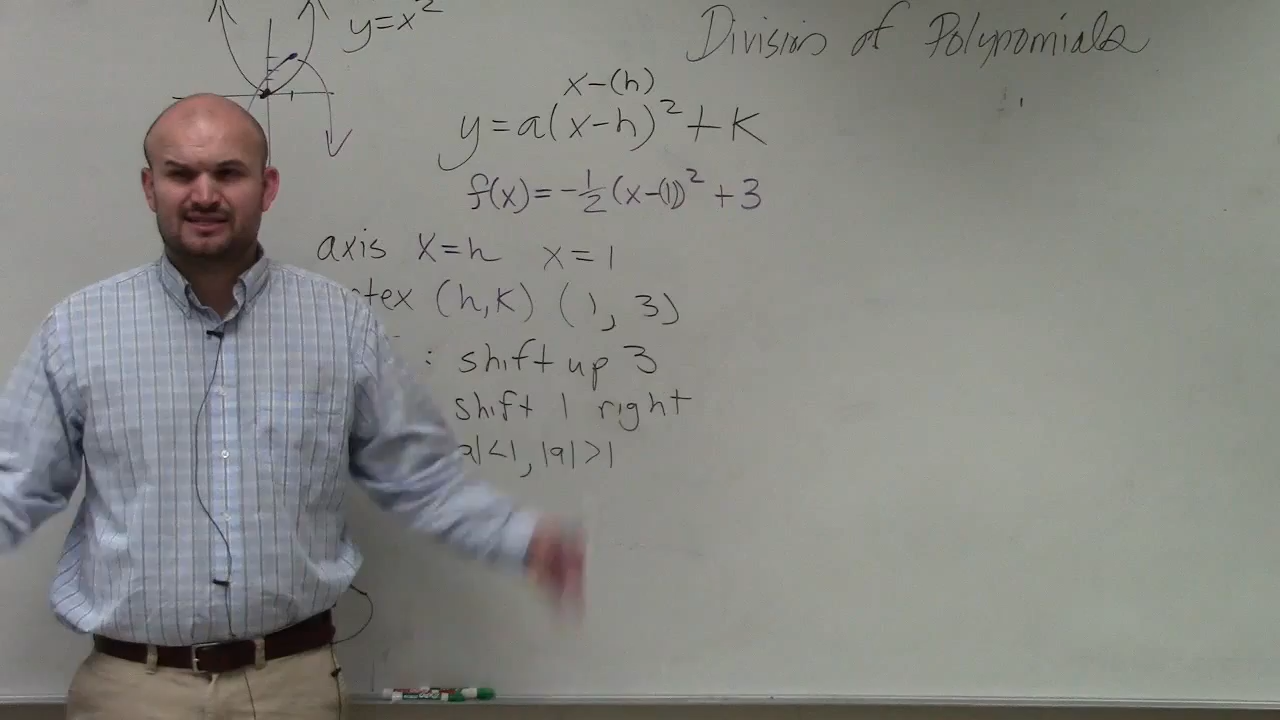 y=x²
Division of Polynomials
x-(h)
y=a(x-h)²+k
f(x)=-1/2(x-(1))²+3
axis x=h x=1
tex (h,k) (1, 3)
: shift up 3
shift 1 right
a|<1, |a|>1